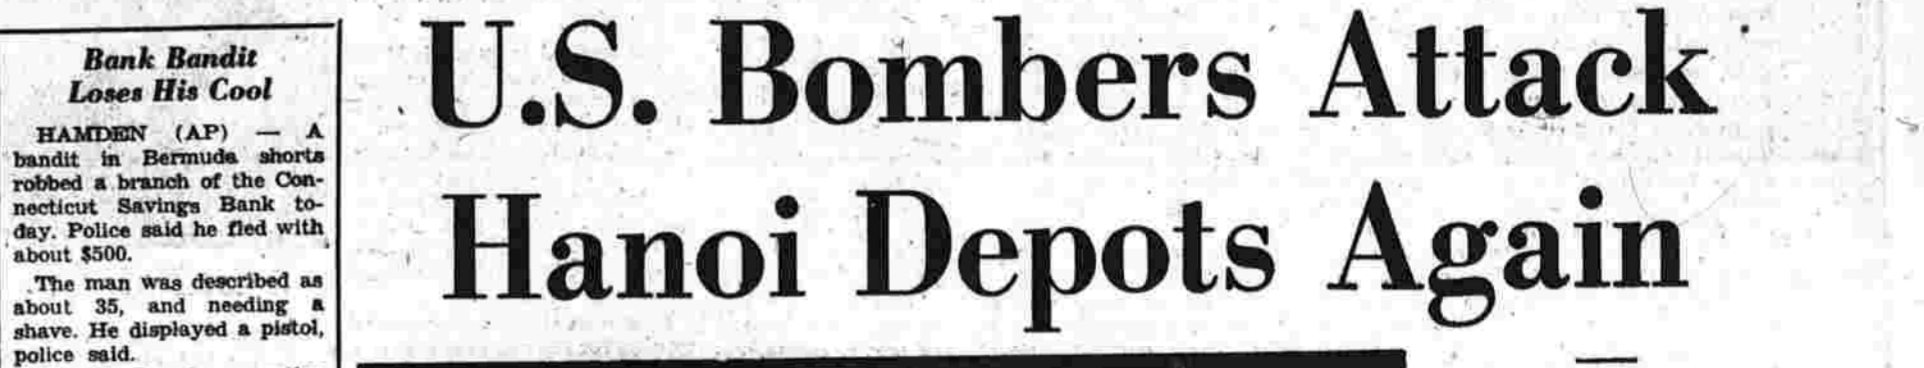 Bank Bandit
Loses His Cool
HAMDEN (AP) — A
bandit in Bermuda shorts
robbed a branch of the Con-
necticut Savings Bank to-
day. Police said he fled with
about $500.
The man was described as
about 35, and needing a
shave. He displayed a pistol,
police said.
U.S. Bombers Attack
Hanoi Depots Again